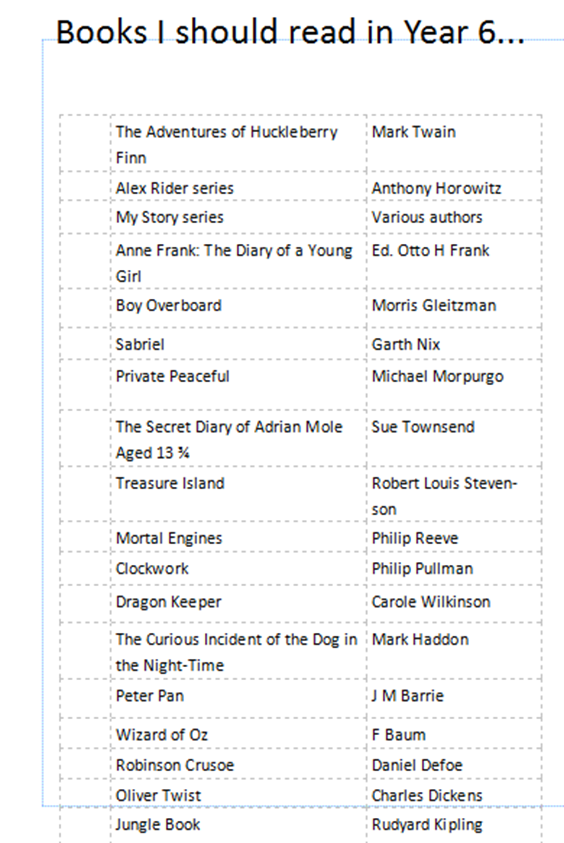 Books I should read in Year 6...
The Adventures of Huckleberry Mark Twain
Finn
Alex Rider series Anthony Horowitz
My Story series Various authors
Anne Frank: The Diary of a Young Ed. Otto H Frank
Girl
Boy Overboard Morris Gleitzman
Sabriel Garth Nix
Private Peaceful Michael Morpurgo
The Secret Diary of Adrian Mole Sue Townsend
Aged 13 ¾
Treasure Island Robert Louis Steven-
son
Mortal Engines Philip Reeve
Clockwork Philip Pullman
Dragon Keeper Carole Wilkinson
The Curious Incident of the Dog in Mark Haddon
the Night-Time
Peter Pan J M Barrie
Wizard of Oz F Baum
Robinson Crusoe Daniel Defoe
Oliver Twist Charles Dickens
Jungle Book Rudyard Kipling